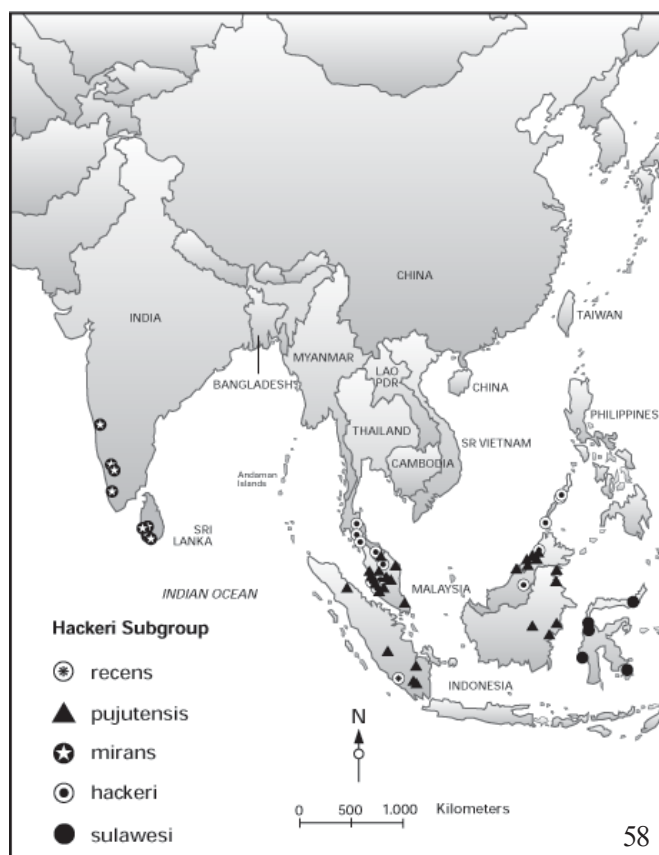 CHINA
INDIA
TAIWAN
MYANMAR
BANGLADESH
LAO
PDR
CHINA
PHILIPPINES
THAILAND
SR VIETNAM
CAMBODIA
Andaman
Islands
SRI
LANKA
INDIAN OCEAN
MALAYSIA
INDONESIA
Hackeri Subgroup
recens
pujutensis
mirans
hackeri
sulawesi
N
0 500 1.000 Kilometers
58